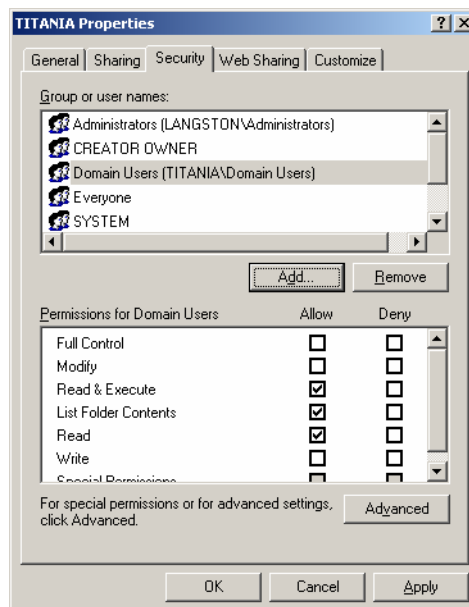 TITANIA Properties
General Sharing Security Web Sharing Customize
Group or user names:
Administrators (LANGSTON\Administrators)
CREATOR OWNER
Domain Users (TITANIA\Domain Users)
Everyone
SYSTEM
Add... Remove
Permissions for Domain Users Allow Deny
Full Control
Modify
Read & Execute
List Folder Contents
Read
Write
Special Permissions
For special permissions or for advanced settings,
click Advanced.
Advanced
OK Cancel Apply